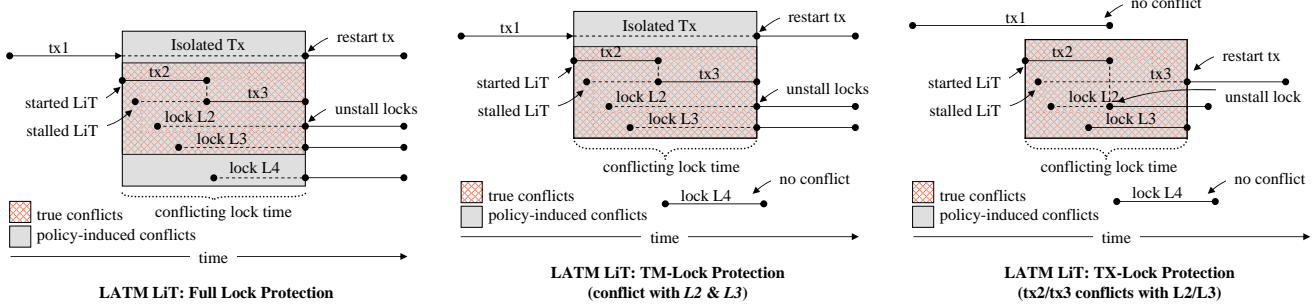 tx1
Isolated Tx
restart tx
tx2
tx3
started LiT
stalled LiT
lock L2
unstall locks
lock L3
lock L4
conflicting lock time
true conflicts
policy-induced conflicts
time
LATM LiT: Full Lock Protection
tx1
Isolated Tx
restart tx
tx2
tx3
started LiT
stalled LiT
lock L2
unstall locks
lock L3
conflicting lock time
no conflict
lock L4
true conflicts
policy-induced conflicts
time
LATM LiT: TM-Lock Protection
(conflict with L2 & L3)
no conflict
tx1
restart tx
tx2
tx3
started LiT
stalled LiT
lock L2
unstall lock
lock L3
conflicting lock time
no conflict
lock L4
true conflicts
policy-induced conflicts
time
LATM LiT: TX-Lock Protection
(tx2/tx3 conflicts with L2/L3)